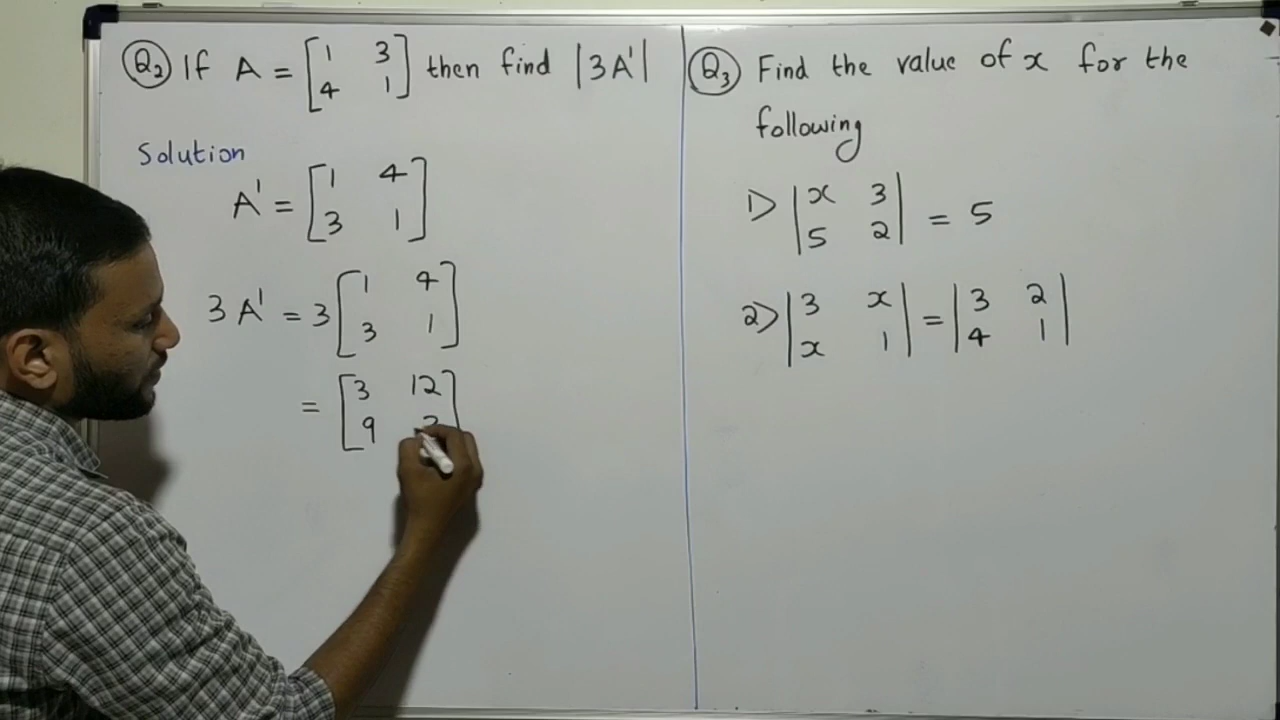 Q2 If A = [1 3
4 1] then find |3A'|
Solution
A' = [1 4
3 1]
3A' = 3[1 4
3 1]
= [3 12
9 3]
Q3 Find the value of x for the
following
1) |x 3
5 2| = 5
2) |3 x
x 1| = |3 2
4 1|